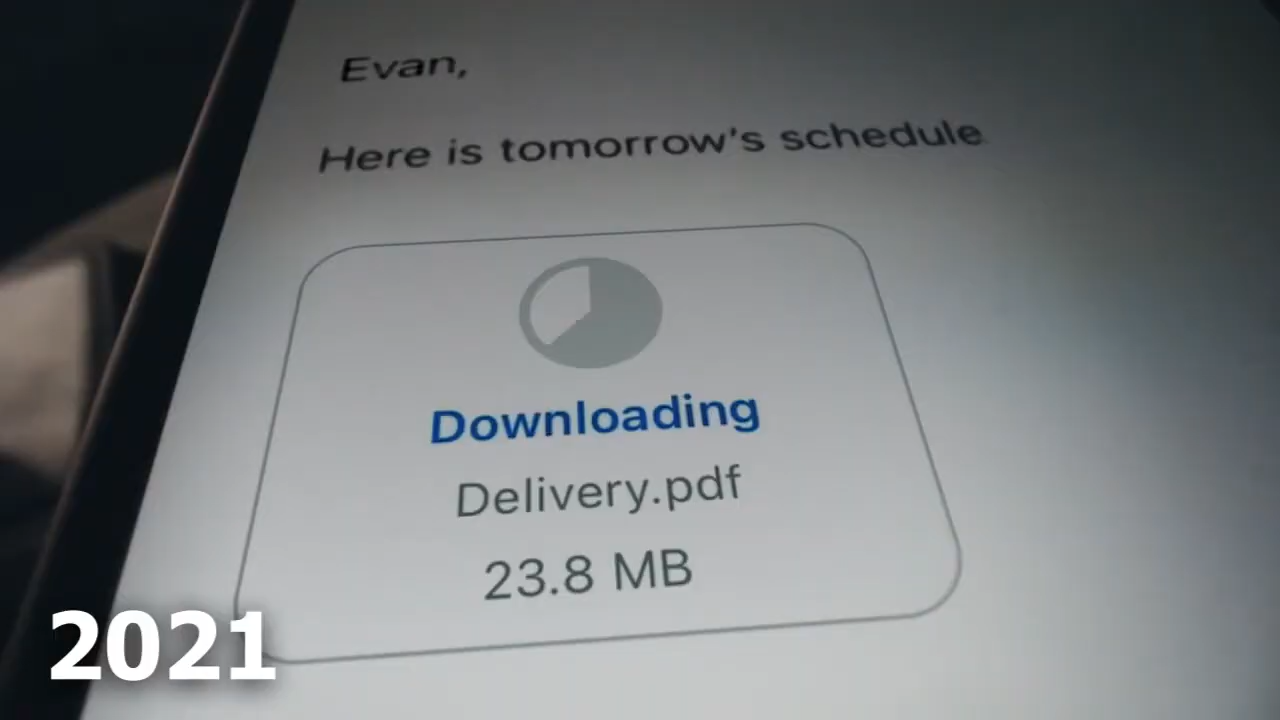 Evan,
Here is tomorrow's schedule
Downloading
Delivery.pdf
23.8 MB
2021